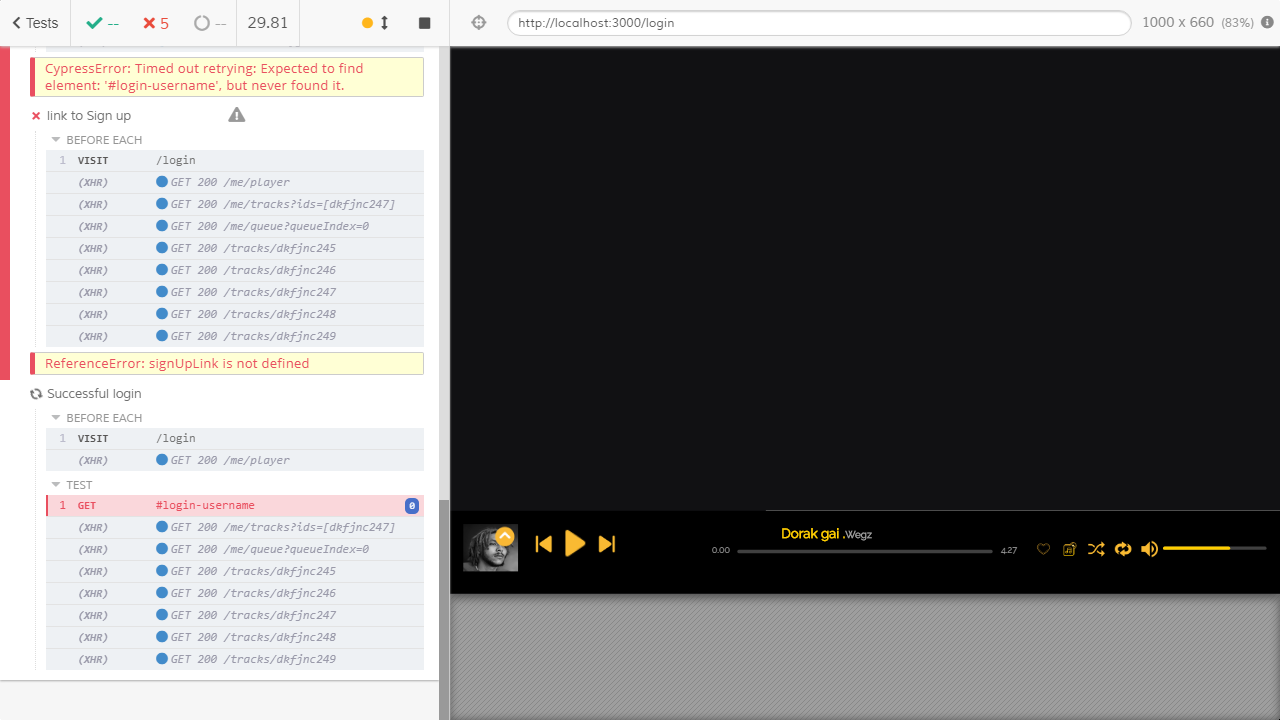 Tests
--
5
--
29.81
http://localhost:3000/login
1000 x 660 (83%)
CypressError: Timed out retrying: Expected to find
element: '#login-username', but never found it.
link to Sign up
BEFORE EACH
1 VISIT /login
(XHR) GET 200 /me/player
(XHR) GET 200 /me/tracks?ids=[dkfjnc247]
(XHR) GET 200 /me/queue?queueIndex=0
(XHR) GET 200 /tracks/dkfjnc245
(XHR) GET 200 /tracks/dkfjnc246
(XHR) GET 200 /tracks/dkfjnc247
(XHR) GET 200 /tracks/dkfjnc248
(XHR) GET 200 /tracks/dkfjnc249
ReferenceError: signUpLink is not defined
Successful login
BEFORE EACH
1 VISIT /login
(XHR) GET 200 /me/player
TEST
1 GET #login-username 0
(XHR) GET 200 /me/tracks?ids=[dkfjnc247]
(XHR) GET 200 /me/queue?queueIndex=0
(XHR) GET 200 /tracks/dkfjnc245
(XHR) GET 200 /tracks/dkfjnc246
(XHR) GET 200 /tracks/dkfjnc247
(XHR) GET 200 /tracks/dkfjnc248
(XHR) GET 200 /tracks/dkfjnc249
Dorak gai .Wegz
0.00
4.27